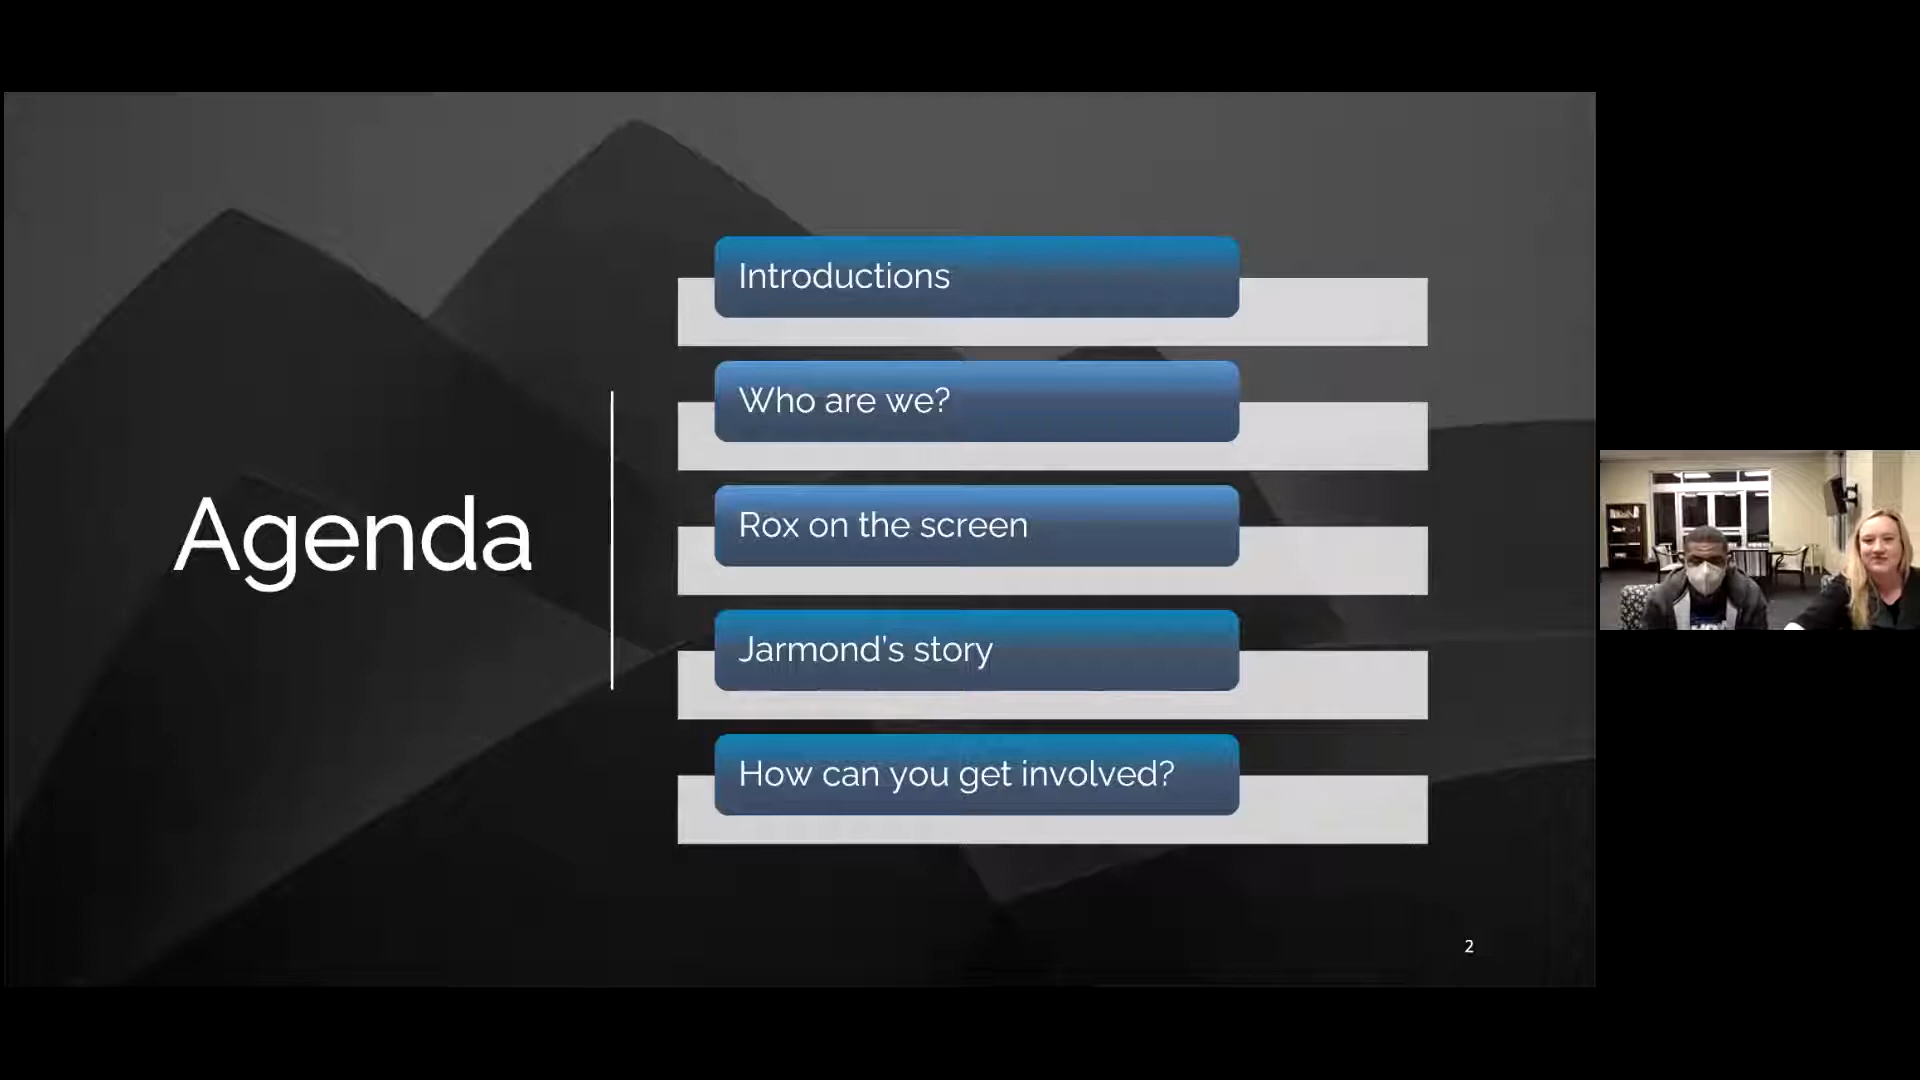 Agenda
Introductions
Who are we?
Rox on the screen
Jarmond's story
How can you get involved?
2